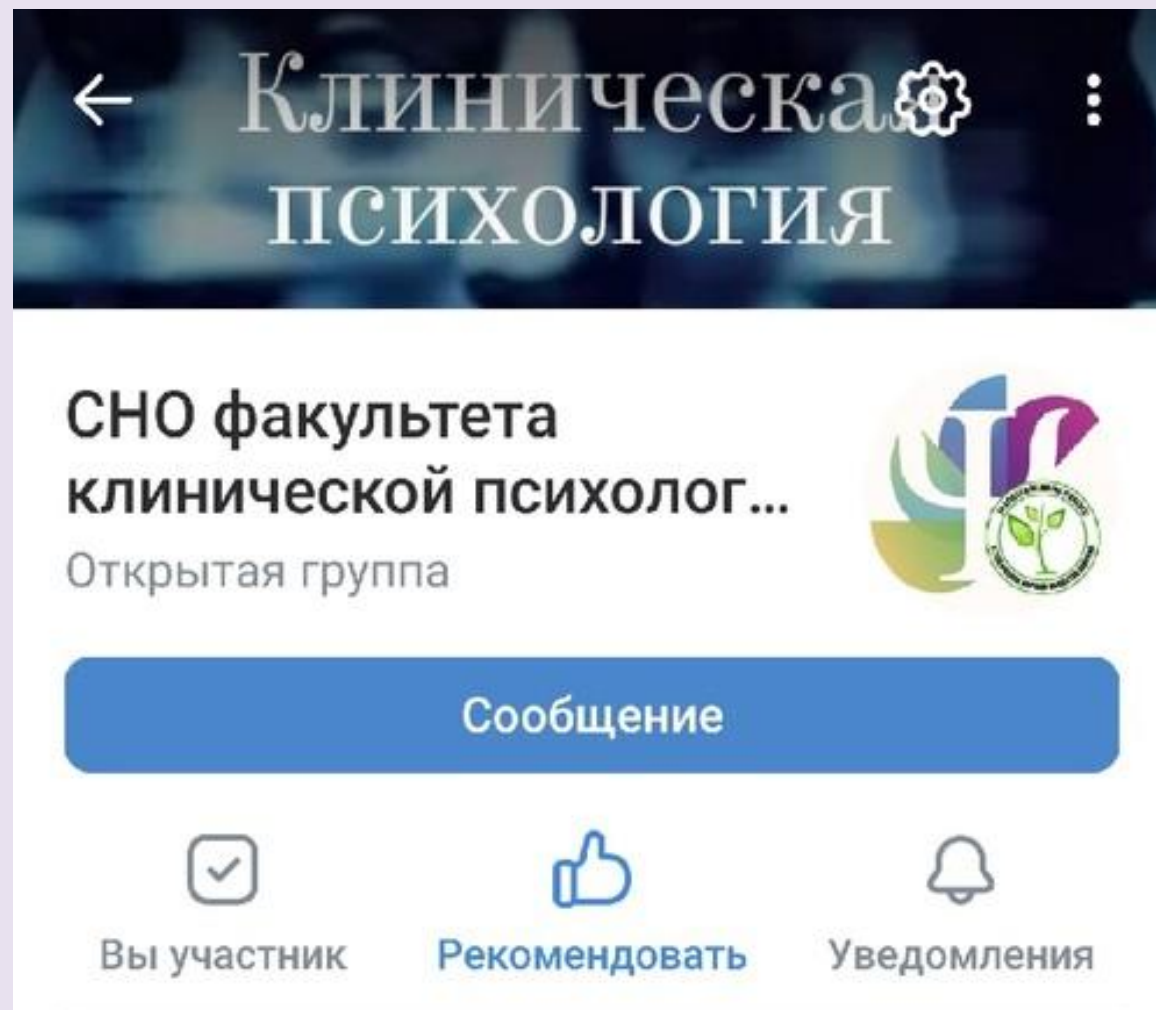 Клиническая
психология
СНО факультета
клинической психолог...
Открытая группа
Сообщение
Вы участник
Рекомендовать
Уведомления